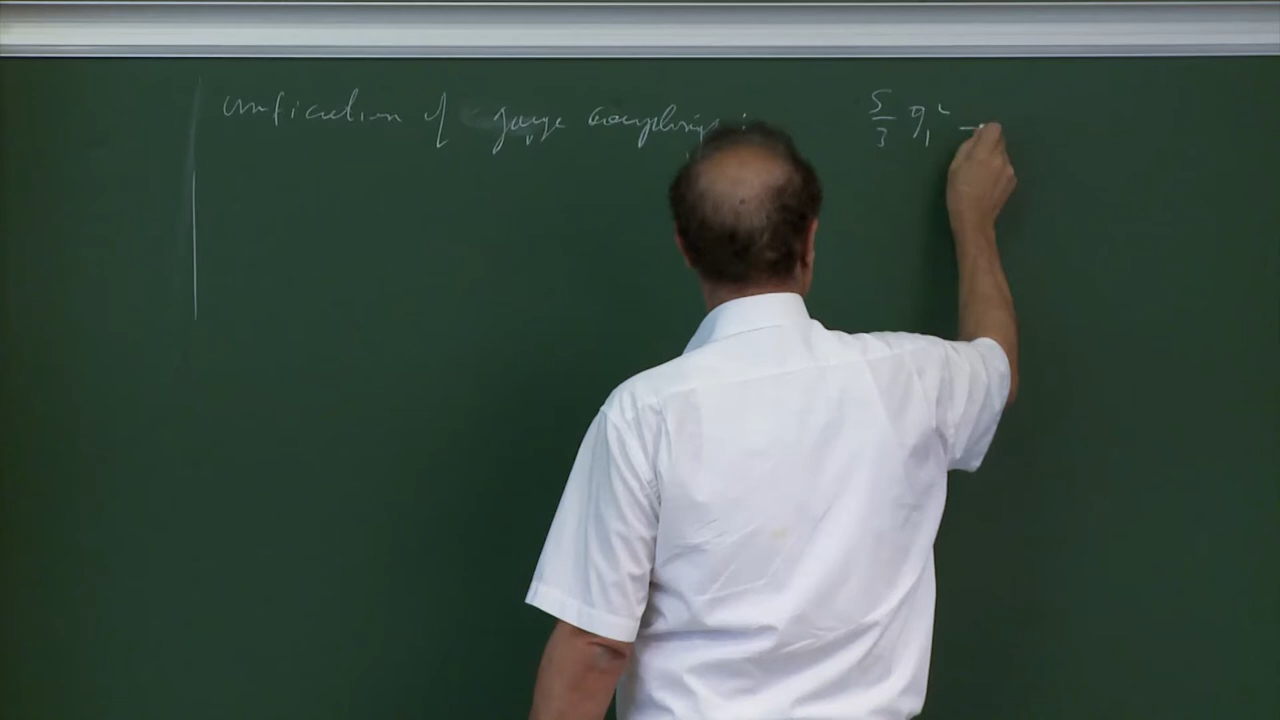 unification of gauge couplings : 5/3 g₁² =